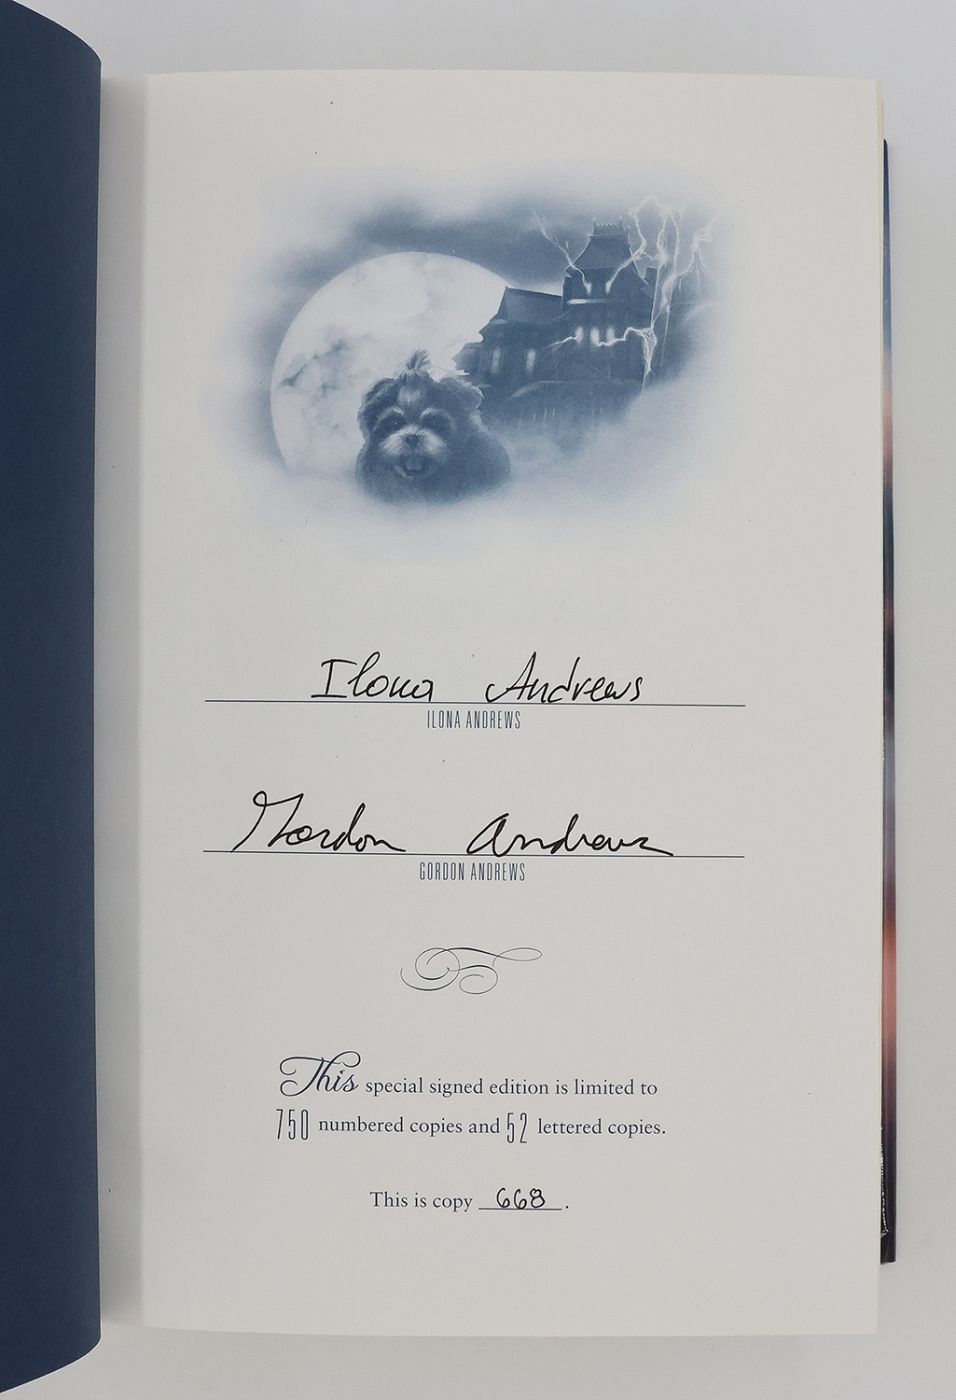 Ilona Andrews
ILONA ANDREWS
Gordon Andrews
GORDON ANDREWS
This special signed edition is limited to
750 numbered copies and 52 lettered copies.
This is copy 668.